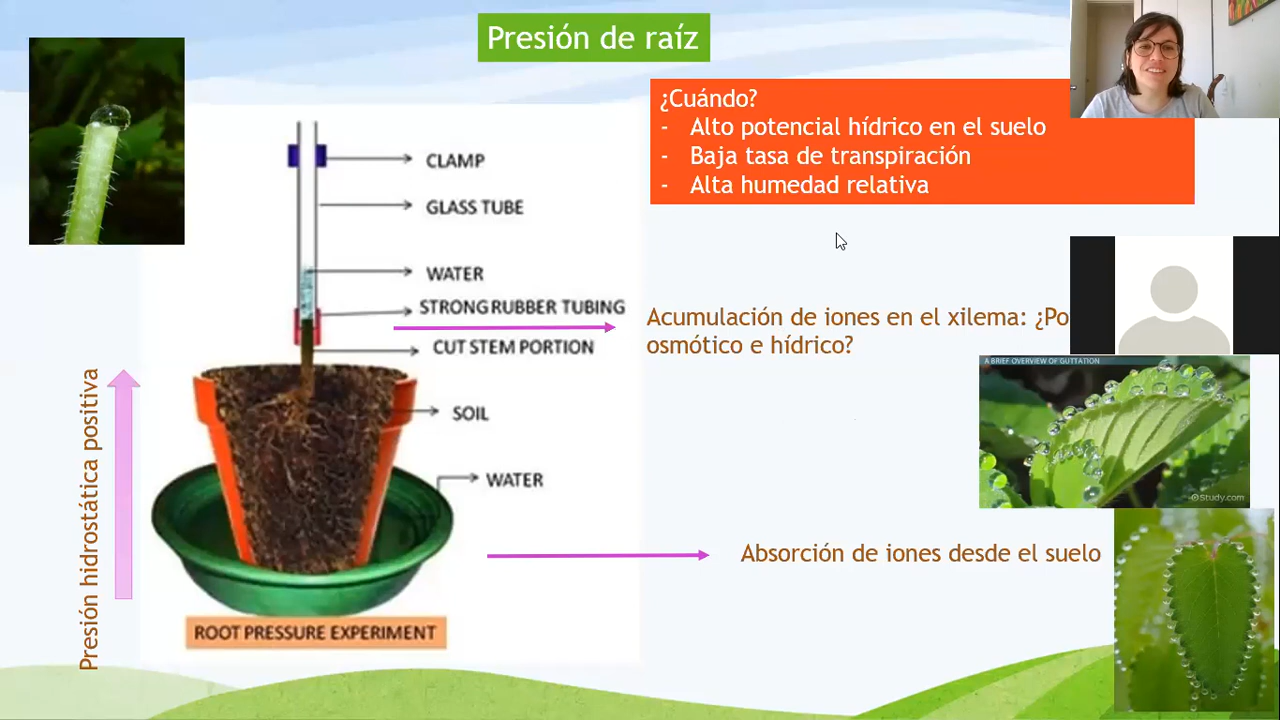 Presión de raíz
¿Cuándo?
- Alto potencial hídrico en el suelo
- Baja tasa de transpiración
- Alta humedad relativa
CLAMP
GLASS TUBE
WATER
STRONG RUBBER TUBING
CUT STEM PORTION
SOIL
WATER
ROOT PRESSURE EXPERIMENT
Presión hidrostática positiva
Acumulación de iones en el xilema:
osmótico e hídrico?
A BRIEF OVERVIEW OF GUTTATION
Study.com
Absorción de iones desde el suelo